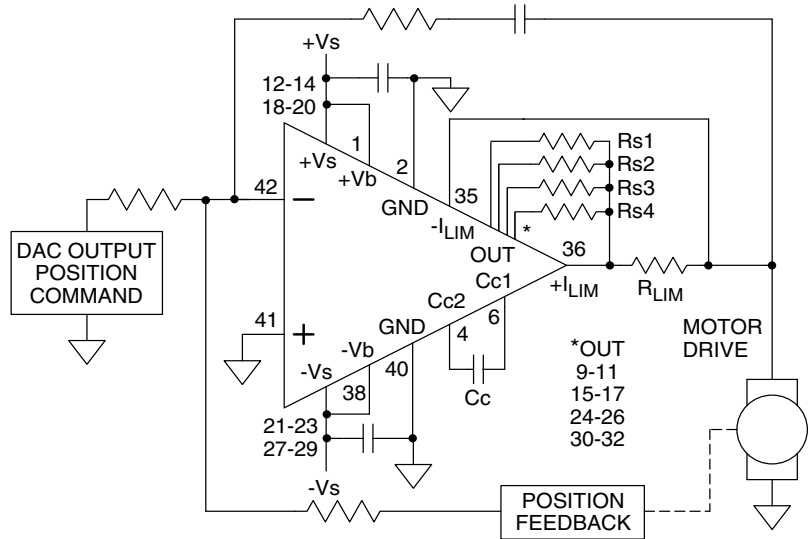 +Vs
12-14
18-20
1
+Vs
+Vb
2
GND
35
-ILIM
Rs1
Rs2
Rs3
Rs4
*
OUT
36
+ILIM
RLIM
42
−
DAC OUTPUT
POSITION
COMMAND
41
+
Cc1
6
Cc2
4
Cc
GND
40
-Vb
38
-Vs
21-23
27-29
-Vs
*OUT
9-11
15-17
24-26
30-32
MOTOR
DRIVE
POSITION
FEEDBACK